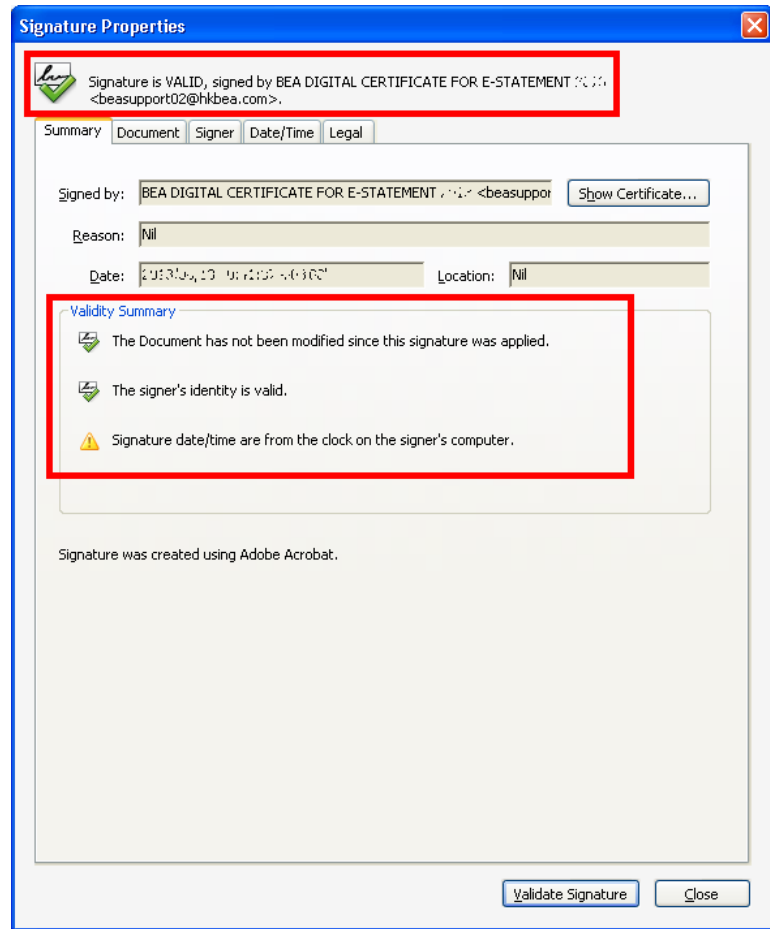 Signature Properties
Signature is VALID, signed by BEA DIGITAL CERTIFICATE FOR E-STATEMENT
<beasupport02@hkbea.com>.
Summary Document Signer Date/Time Legal
Signed by: BEA DIGITAL CERTIFICATE FOR E-STATEMENT <beasuppor Show Certificate...
Reason: Nil
Date: Location: Nil
Validity Summary
The Document has not been modified since this signature was applied.
The signer's identity is valid.
Signature date/time are from the clock on the signer's computer.
Signature was created using Adobe Acrobat.
Validate Signature Close